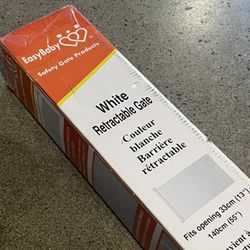 EasyBaby
Safety Gate Products
White
Retractable Gate
Couleur
blanche
Barrière
rétractable
Fits opening 33cm (13")
140cm (55")